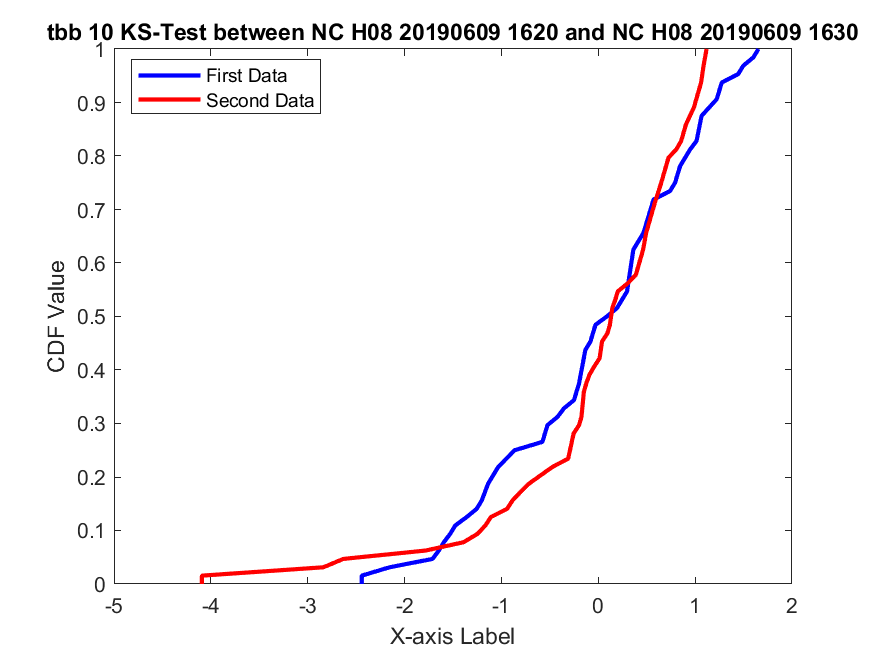 tbb 10 KS-Test between NC H08 20190609 1620 and NC H08 20190609 1630
First Data
Second Data
1
0.9
0.8
0.7
0.6
0.5
0.4
0.3
0.2
0.1
0
CDF Value
-5 -4 -3 -2 -1 0 1 2
X-axis Label